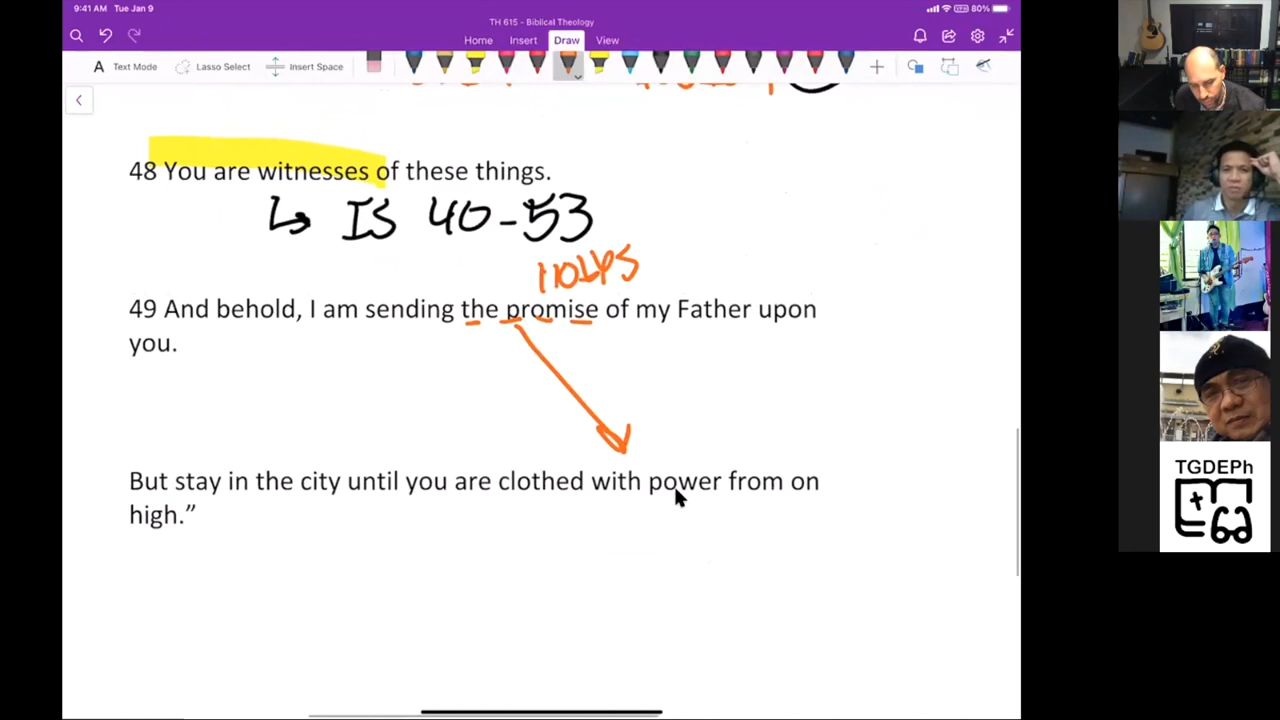 9:41 AM Tue Jan 9
80%
TH 615 - Biblical Theology
Home Insert Draw View
Text Mode Lasso Select Insert Space
48 You are witnesses of these things.
↳ IS 40-53
49 And behold, I am sending the promise of my Father upon
you.
But stay in the city until you are clothed with power from on
high.”
TGDEPh